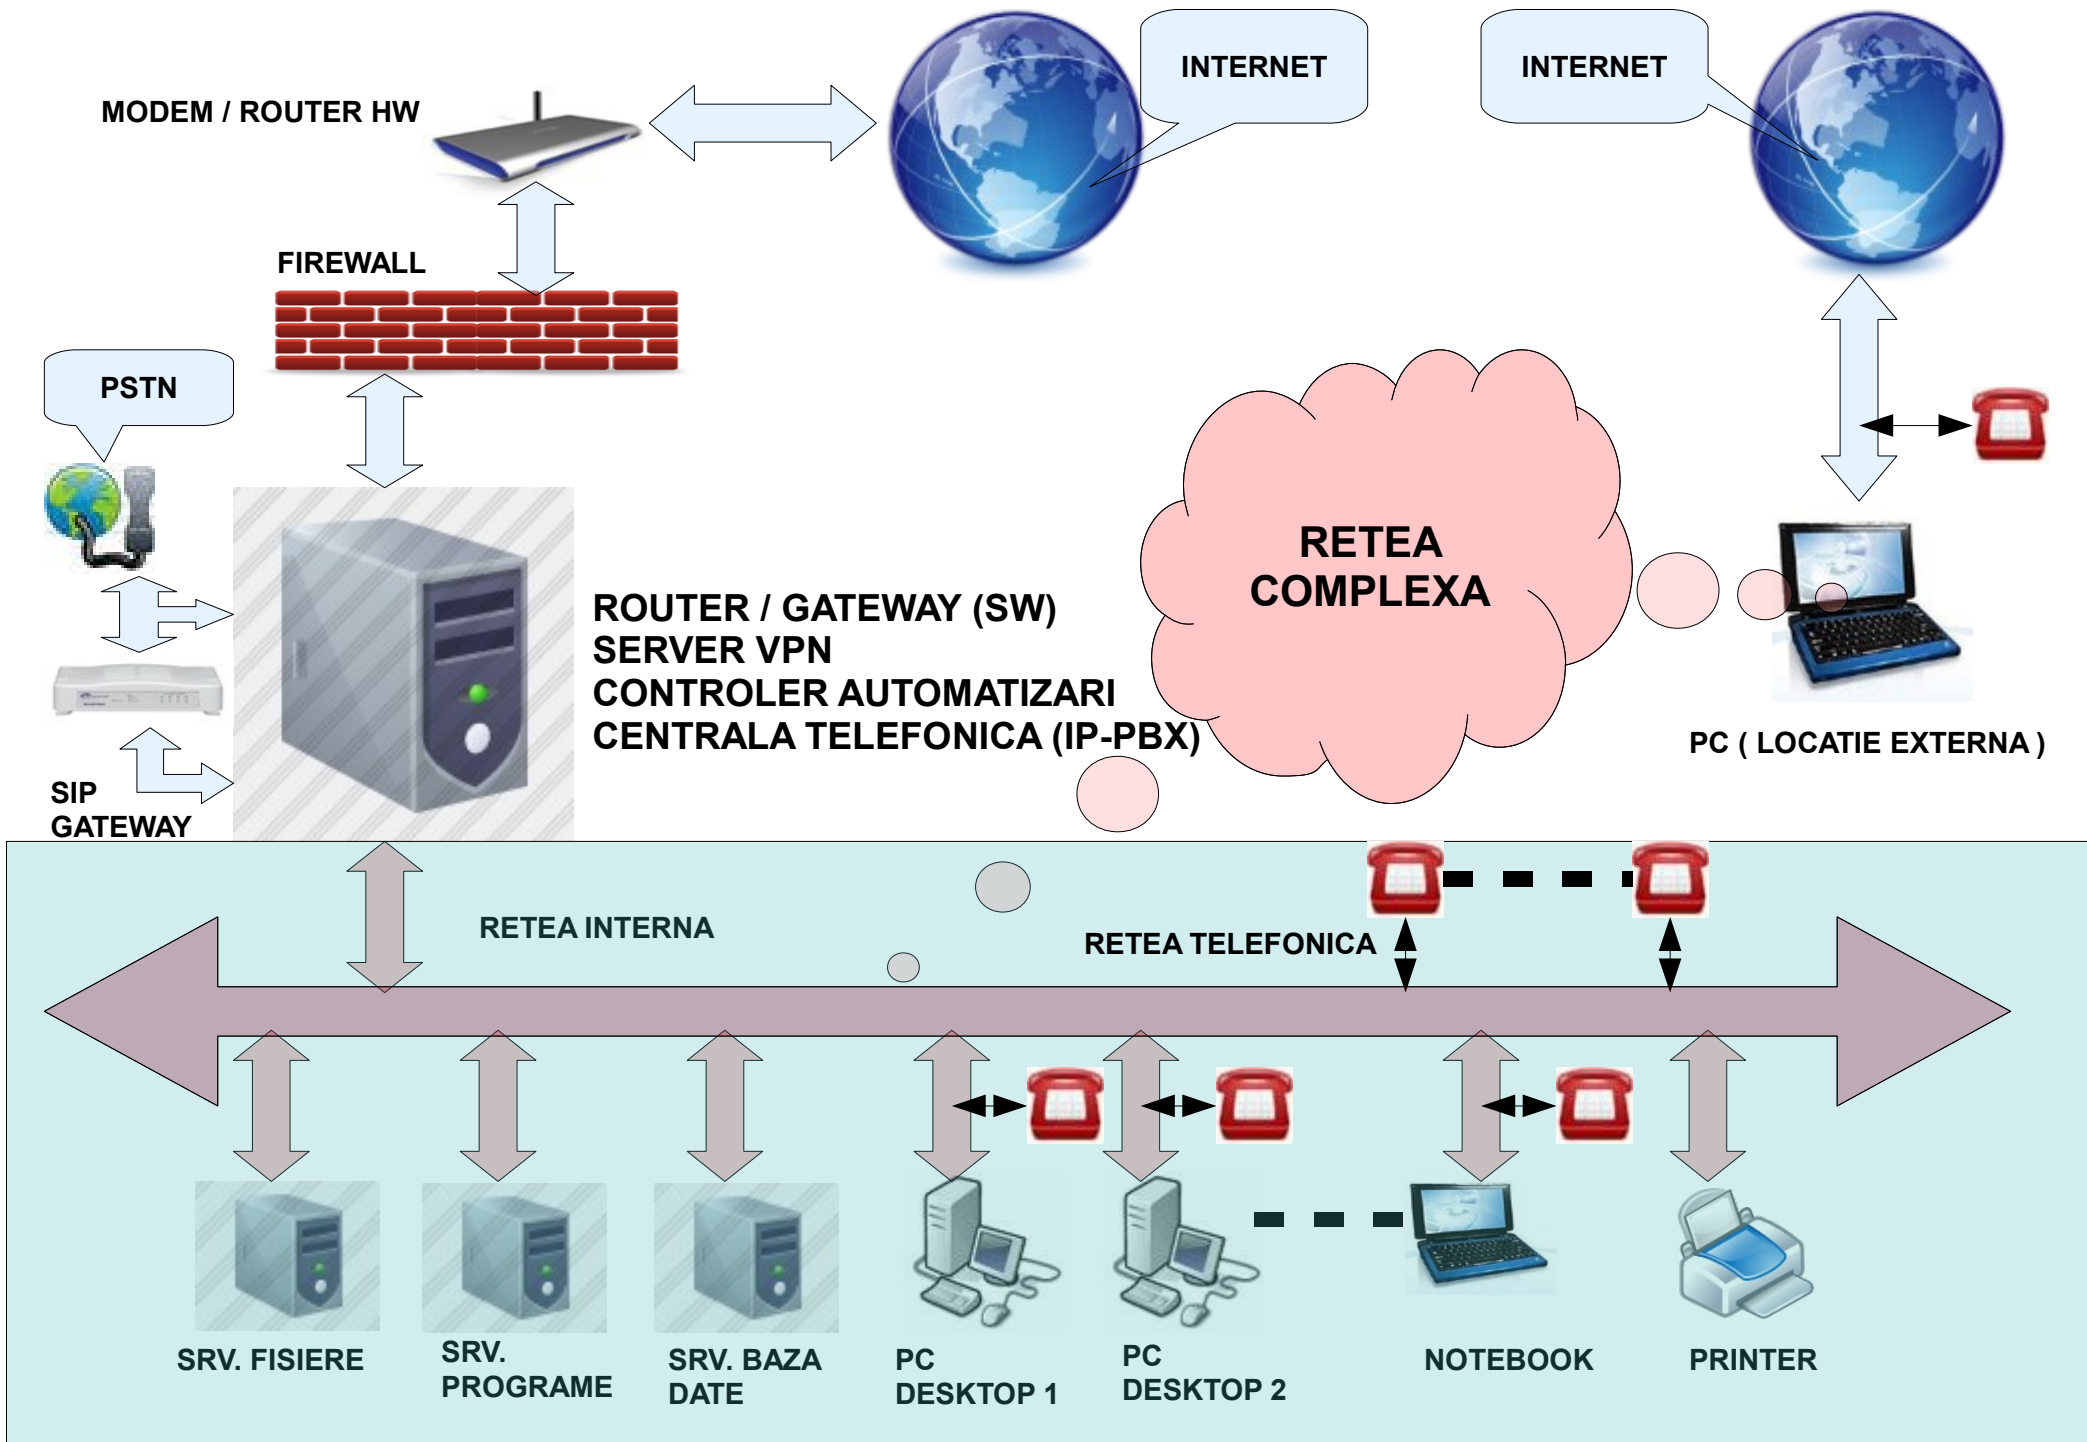 INTERNET
INTERNET
MODEM / ROUTER HW
FIREWALL
PSTN
RETEA
COMPLEXA
ROUTER / GATEWAY (SW)
SERVER VPN
CONTROLER AUTOMATIZARI
CENTRALA TELEFONICA (IP-PBX)
PC ( LOCATIE EXTERNA )
SIP
GATEWAY
RETEA INTERNA
RETEA TELEFONICA
SRV. FISIERE
SRV.
PROGRAME
SRV. BAZA
DATE
PC
DESKTOP 1
PC
DESKTOP 2
NOTEBOOK
PRINTER